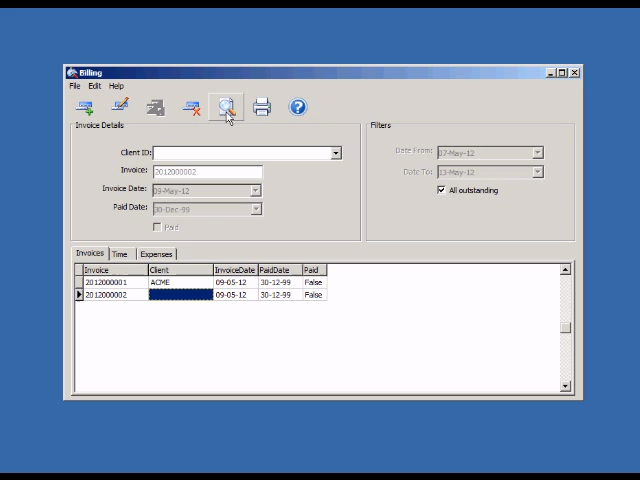 Billing
File Edit Help
Invoice Details
Client ID:
Invoice: 2012000002
Invoice Date: 09-May-12
Paid Date: 30-Dec-99
Paid
Filters
Date From: 07-May-12
Date To: 13-May-12
All outstanding
Invoices Time Expenses
Invoice Client InvoiceDate PaidDate Paid
2012000001 ACME 09-05-12 30-12-99 False
2012000002 09-05-12 30-12-99 False